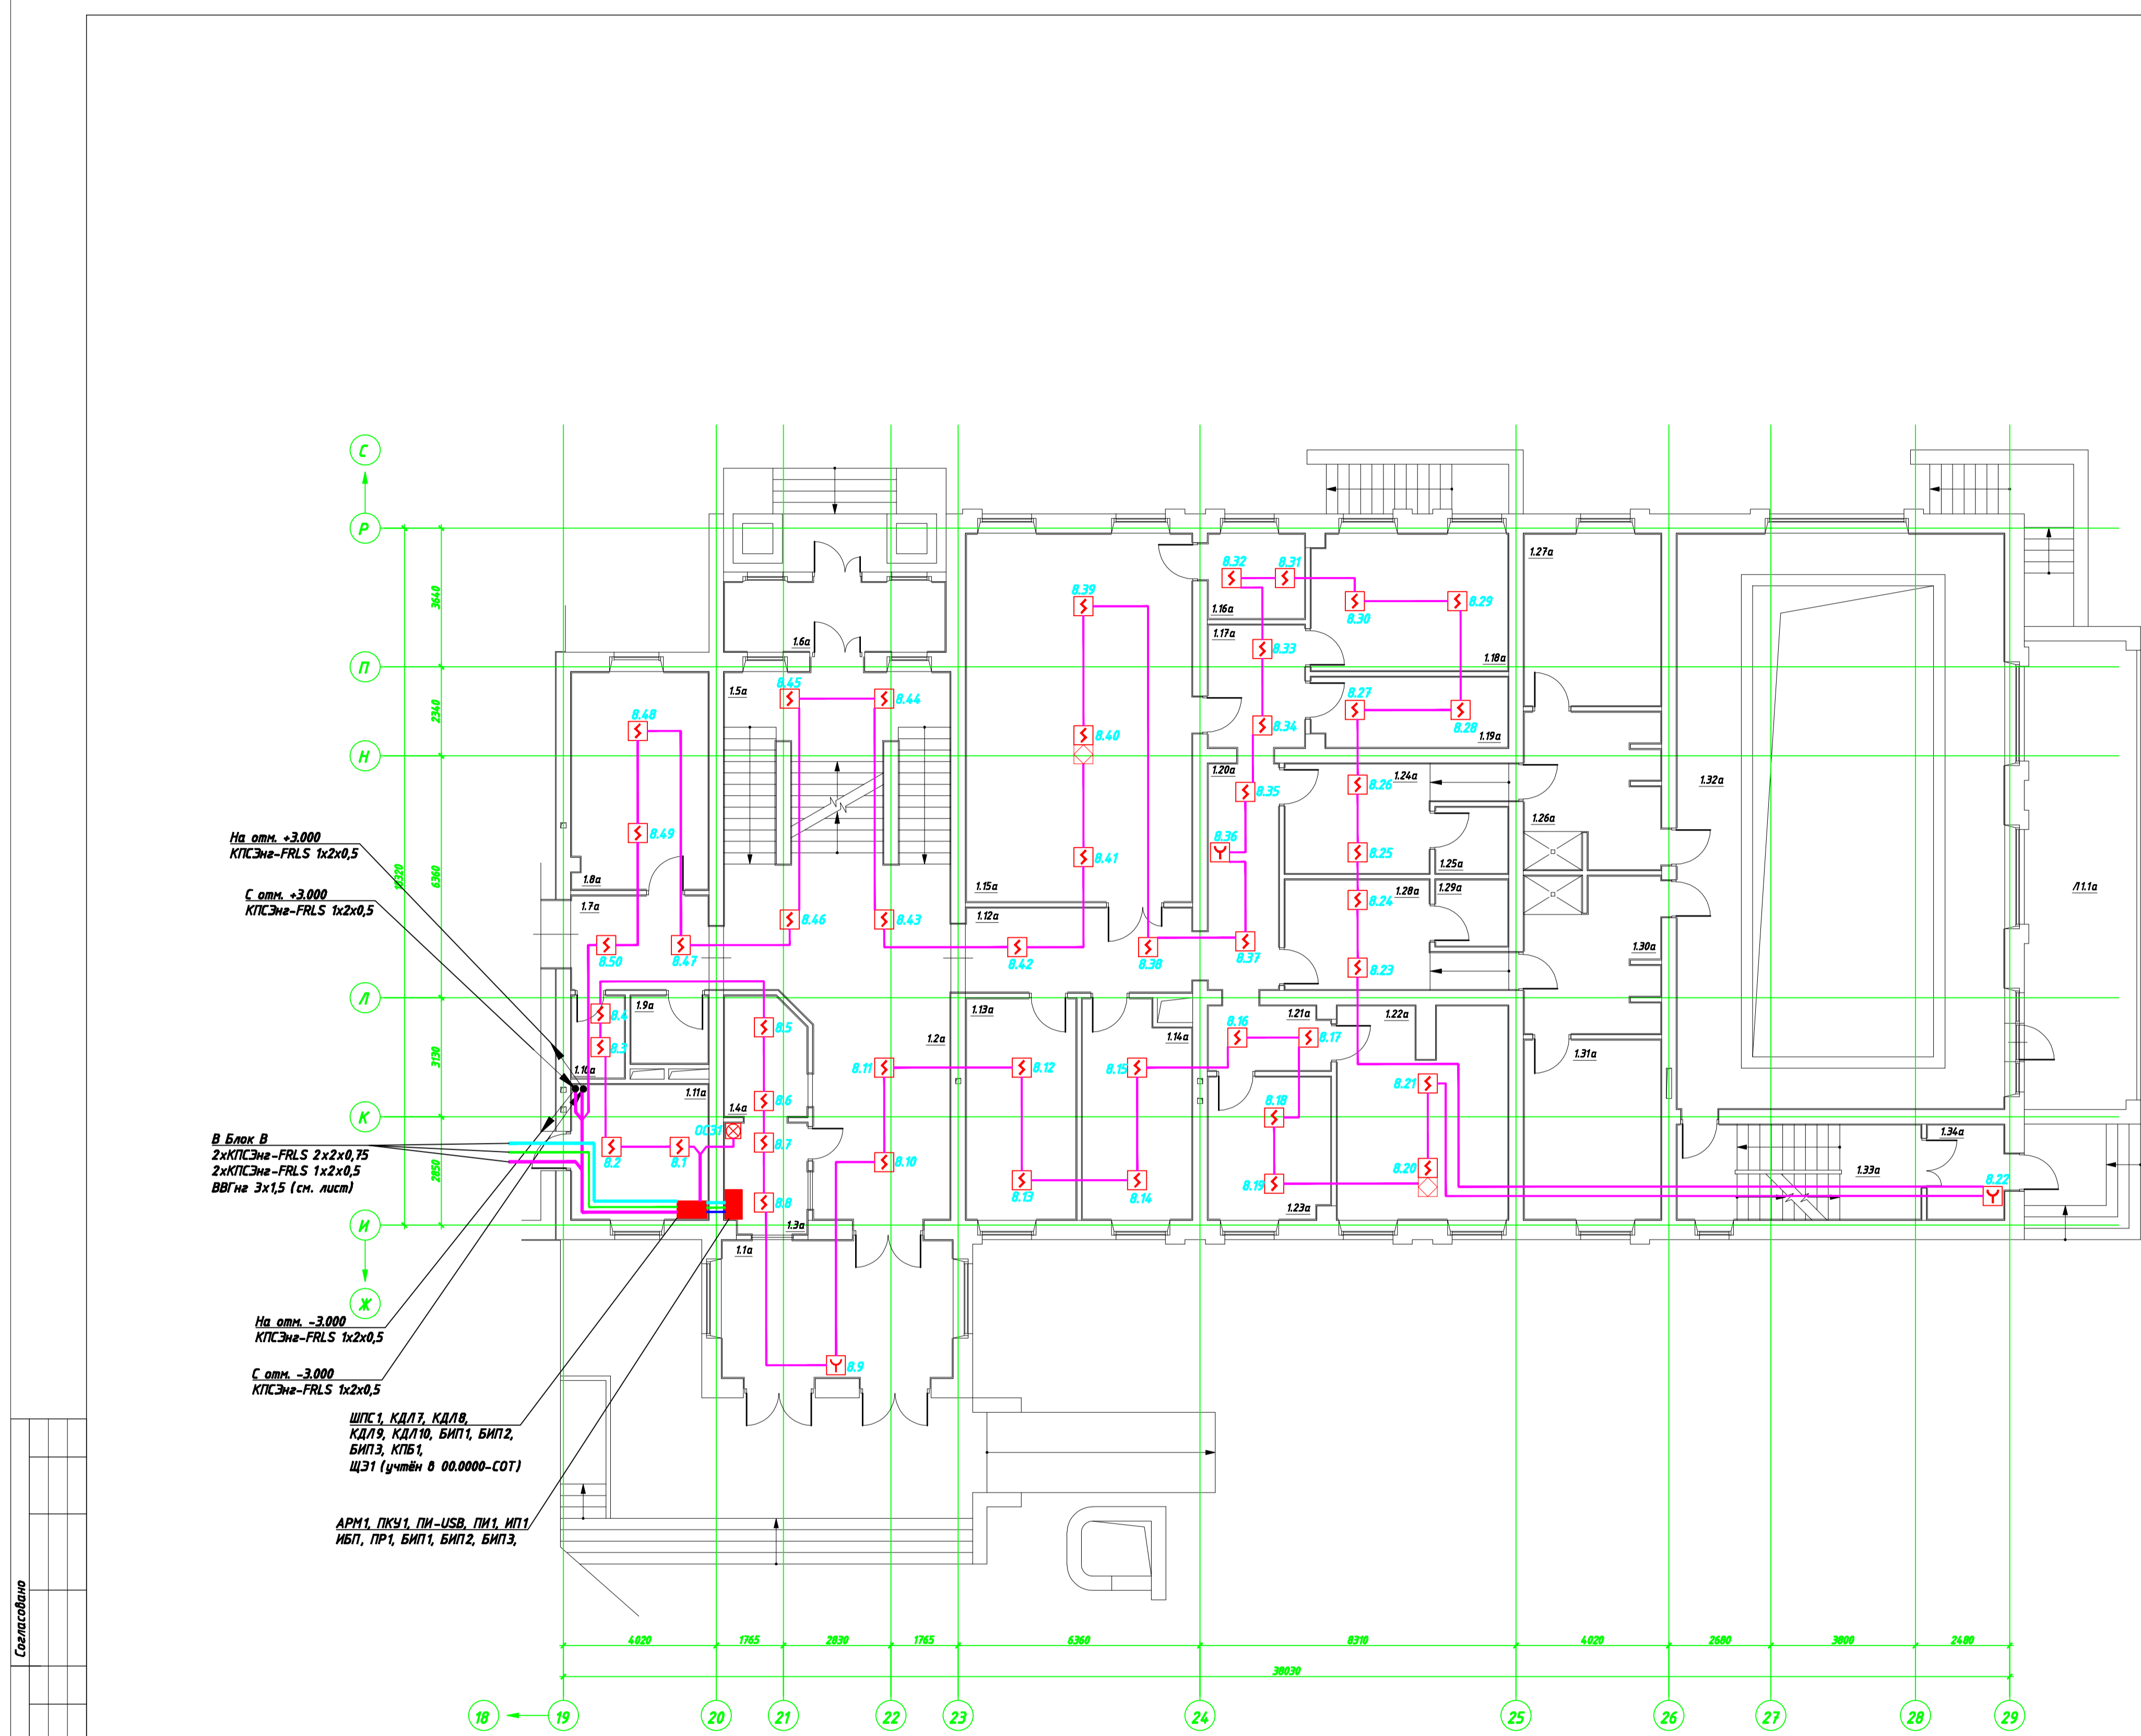 С
Р
8.32
8.31
1.27а
3640
8.39
8.30
8.29
1.16а
1.17а
1.6а
8.33
1.18а
П
8.45
1.5а
8.44
8.27
8.48
2340
8.34
8.28
8.40
1.19а
Н
1.20а
1.24а
8.26
1.32а
8.35
1.26а
На отм. +3.000
КПСЭнг-FRLS 1х2х0,5
8.49
8.36
8.41
8.25
1.25а
6360
1.8а
1.15а
1.28а
1.29а
Л1.1а
С отм. +3.000
КПСЭнг-FRLS 1х2х0,5
1.7а
8.46
8.43
1.12а
8.24
8.50
8.47
8.42
8.38
8.37
1.30а
8.23
Л
1.9а
1.13а
8.4
1.21а
1.22а
8.5
8.16
8.17
1.2а
1.14а
8.3
3130
1.10а
8.11
8.12
8.15
1.31а
8.21
1.11а
1.4а
8.6
8.18
К
ОСЗ1
8.7
1.34а
В Блок В
2хКПСЭнг-FRLS 2х2х0,75
2хКПСЭнг-FRLS 1х2х0,5
ВВГнг 3х1,5 (см. лист)
8.2
8.1
8.10
8.20
1.33а
2850
8.13
8.14
8.19
8.22
8.8
1.3а
1.23а
И
1.1а
Ж
На отм. -3.000
КПСЭнг-FRLS 1х2х0,5
8.9
С отм. -3.000
КПСЭнг-FRLS 1х2х0,5
ШПС1, КДЛ7, КДЛ8,
КДЛ9, КДЛ10, БИП1, БИП2,
БИП3, КПБ1,
ЩЭ1 (учтён в 00.0000-СОТ)
АРМ1, ПКУ1, ПИ-USB, ПИ1, ИП1
ИБП, ПР1, БИП1, БИП2, БИП3,
Согласовано
4020
1765
2830
1765
6360
8310
4020
2680
3800
2480
38030
18
19
20
21
22
23
24
25
26
27
28
29